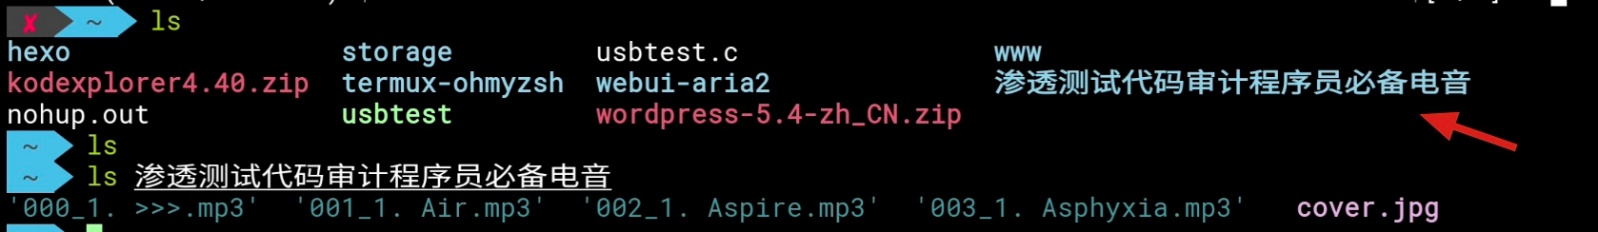 ✘ ~ ls
hexo storage usbtest.c www
kodexplorer4.40.zip termux-ohmyzsh webui-aria2 渗透测试代码审计程序员必备电音
nohup.out usbtest wordpress-5.4-zh_CN.zip
~ ls
~ ls 渗透测试代码审计程序员必备电音
'000_1. >>>.mp3' '001_1. Air.mp3' '002_1. Aspire.mp3' '003_1. Asphyxia.mp3' cover.jpg